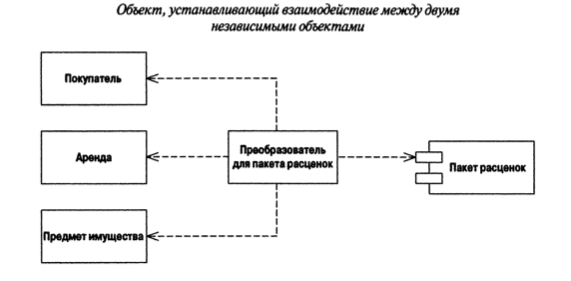 Объект, устанавливающий взаимодействие между двумя
независимыми объектами
Покупатель
Аренда
Преобразователь
для пакета расценок
Пакет расценок
Предмет имущества